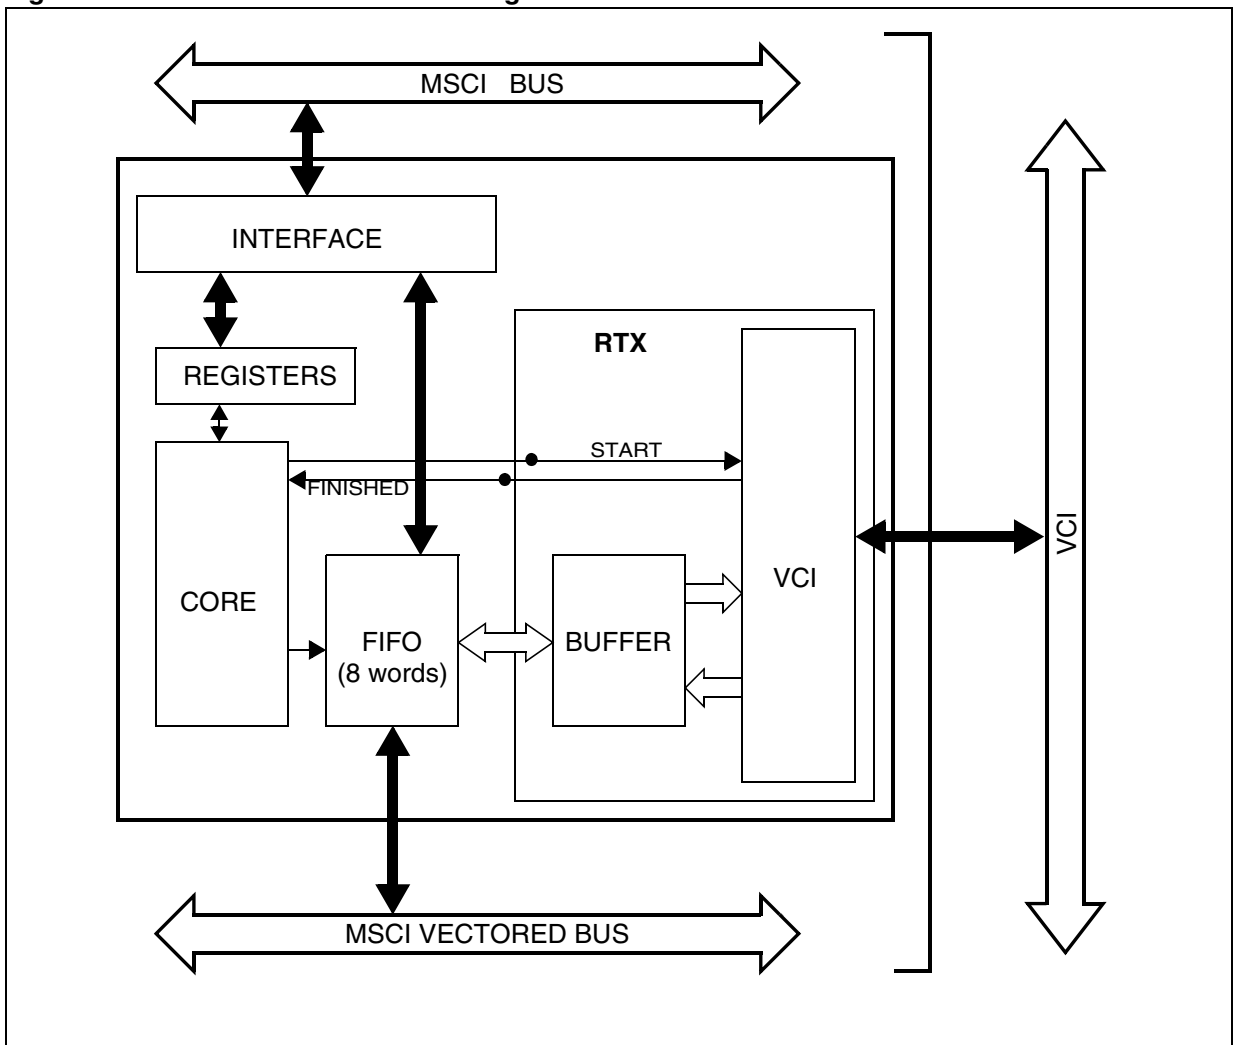 MSCI BUS
INTERFACE
RTX
REGISTERS
START
FINISHED
VCI
VCI
CORE
FIFO
(8 words)
BUFFER
MSCI VECTORED BUS